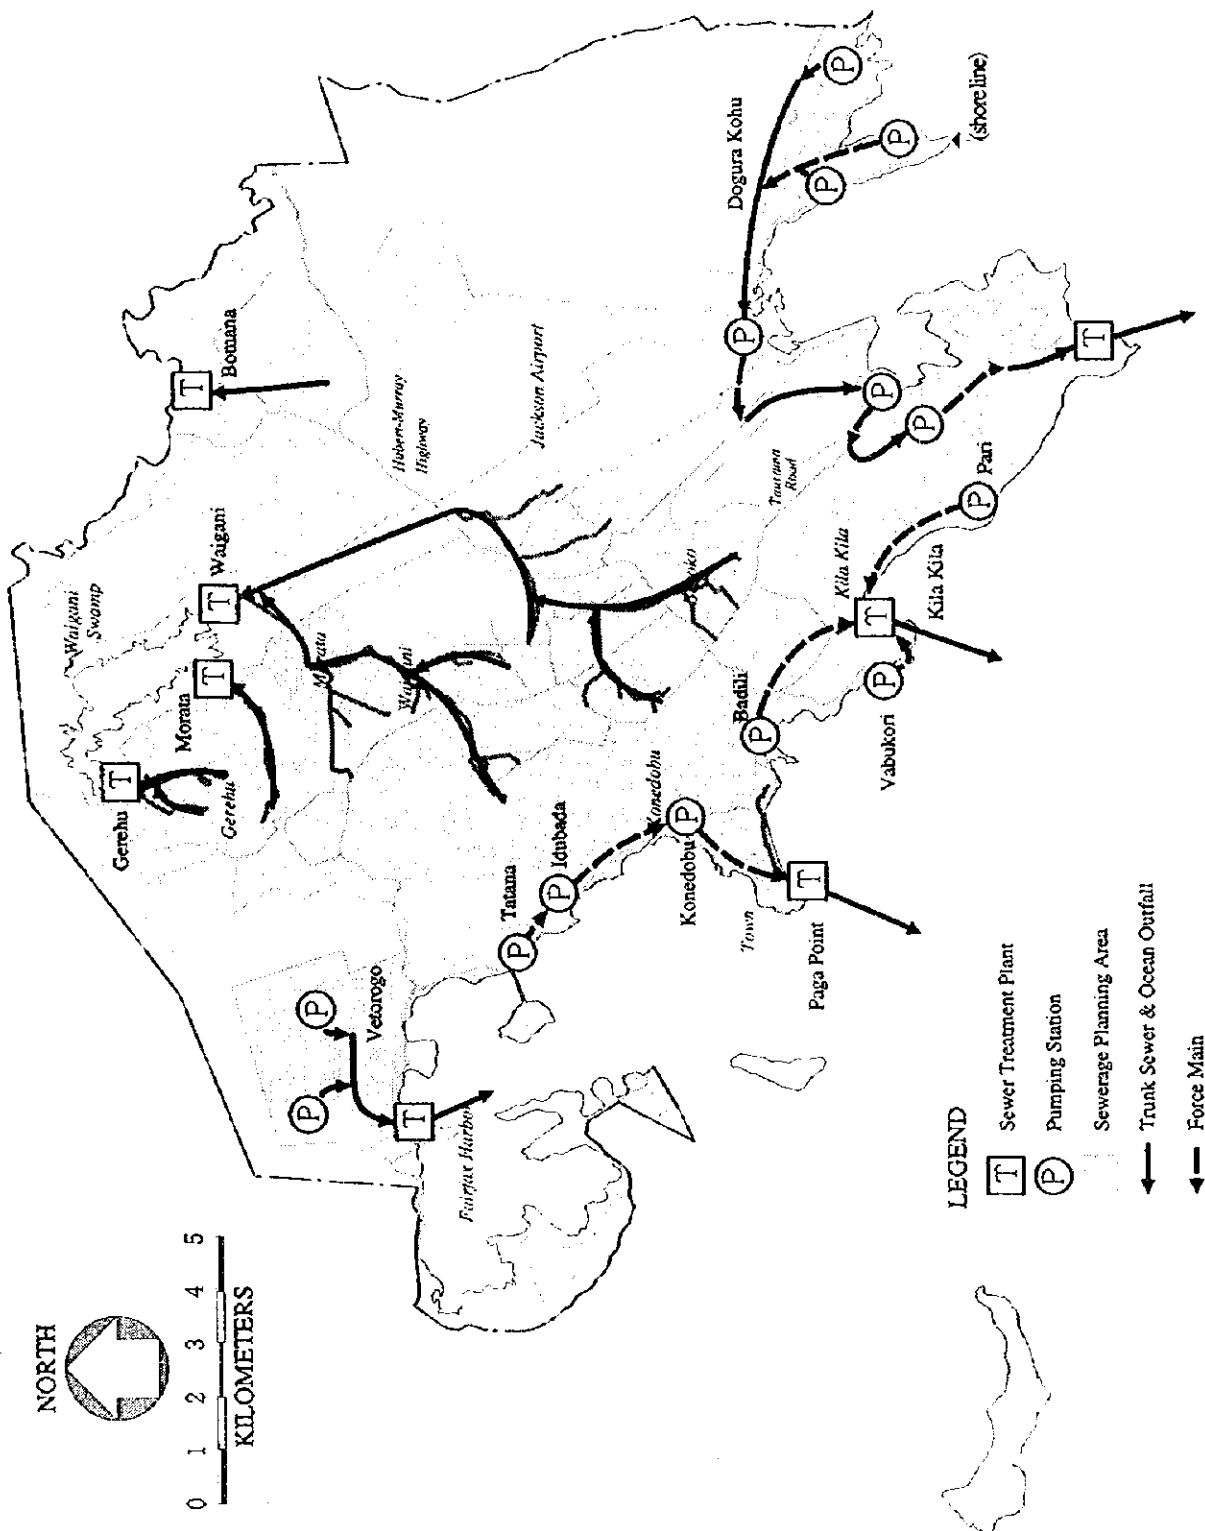 NORTH
0 1 2 3 4 5
KILOMETERS
Waigani
Swamp
Gerehu
T
Morata
T
Waigani
T
Bomana
T
Gerehu
Morata
Waigani
Hubert-Murray
Highway
Jackson Airport
P
P
Vetorogo
T
Fairfax Harbor
Tatana
P
Idubada
P
Konedobu
Konedobu
P
Town
T
Paga Point
Badili
P
Taurama
Road
Kila Kila
T
Kila Kila
P
Vabukori
P
Pari
Dogura Kohu
P
P
P
P
(shoreline)
P
P
T
LEGEND
T Sewer Treatment Plant
P Pumping Station
Sewerage Planning Area
Trunk Sewer & Ocean Outfall
Force Main